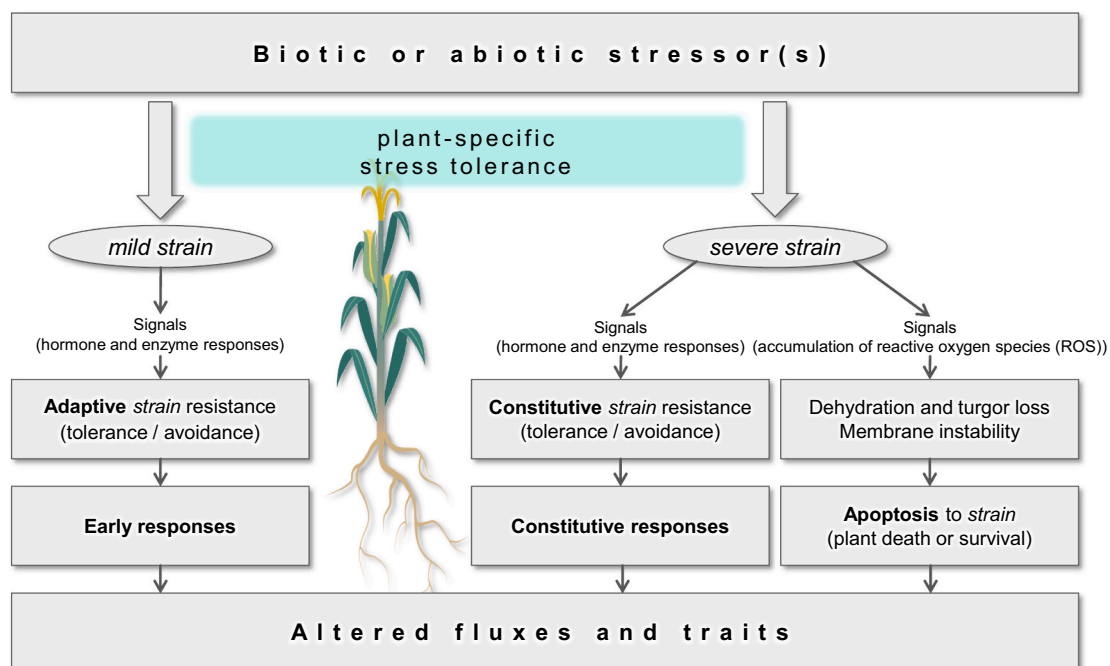 Biotic or abiotic stressor(s)
plant-specific
stress tolerance
mild strain
severe strain
Signals
(hormone and enzyme responses)
Signals
(hormone and enzyme responses)
Signals
(accumulation of reactive oxygen species (ROS))
Adaptive strain resistance
(tolerance / avoidance)
Constitutive strain resistance
(tolerance / avoidance)
Dehydration and turgor loss
Membrane instability
Early responses
Constitutive responses
Apoptosis to strain
(plant death or survival)
Altered fluxes and traits